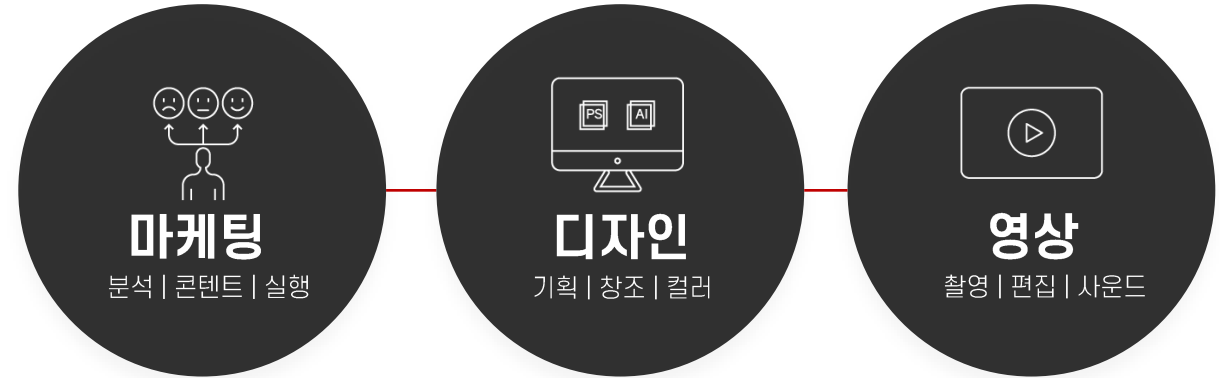 PS AI
마케팅
분석 | 콘텐트 | 실행
디자인
기획 | 창조 | 컬러
영상
촬영 | 편집 | 사운드